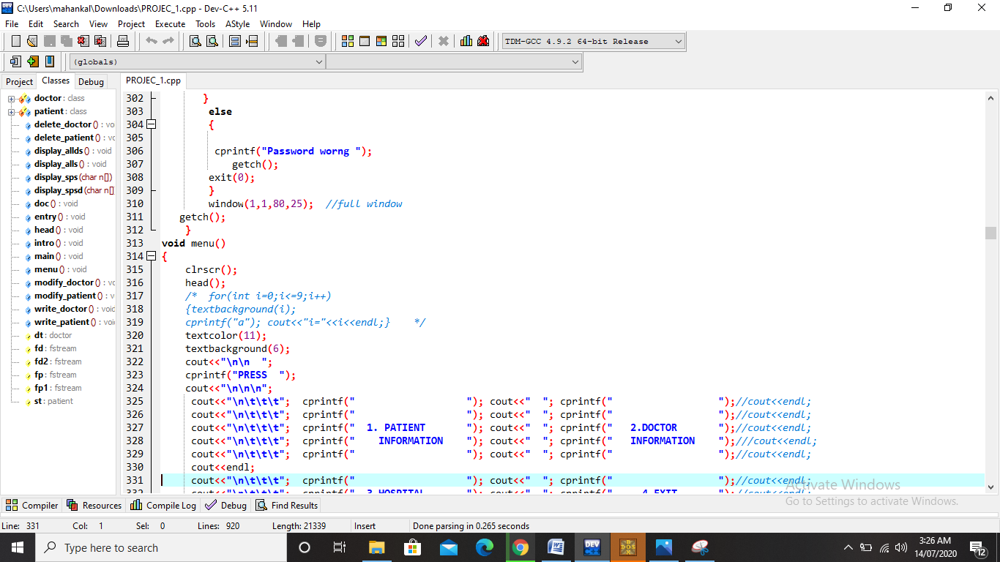 C:\Users\mahankal\Downloads\PROJEC_1.cpp - Dev-C++ 5.11
File Edit Search View Project Execute Tools AStyle Window Help
TDM-GCC 4.9.2 64-bit Release
(globals)
Project Classes Debug
PROJEC_1.cpp
doctor : class
patient : class
delete_doctor () : vo
delete_patient () : vo
display_allds () : void
display_alls () : void
display_sps (char n[])
display_spsd (char n[]
doc () : void
entry () : void
head () : void
intro () : void
main () : void
menu () : void
modify_doctor () : vo
modify_patient () : v
write_doctor () : voic
write_patient () : voi
dt : doctor
fd : fstream
fd2 : fstream
fp : fstream
fp1 : fstream
st : patient
302 }
303 else
304 {
305
306 cprintf("Password worng ");
307 getch();
308 exit(0);
309 }
310 window(1,1,80,25); //full window
311 getch();
312 }
313 void menu()
314 {
315 clrscr();
316 head();
317 /* for(int i=0;i<=9;i++)
318 {textbackground(i);
319 cprintf("a"); cout<<"i="<<i<<endl;} */
320 textcolor(11);
321 textbackground(6);
322 cout<<"\n\n ";
323 cprintf("PRESS ");
324 cout<<"\n\n\n";
325 cout<<"\n\t\t\t"; cprintf(" "); cout<<" "; cprintf(" ");//cout<<endl;
326 cout<<"\n\t\t\t"; cprintf(" "); cout<<" "; cprintf(" ");//cout<<endl;
327 cout<<"\n\t\t\t"; cprintf(" 1. PATIENT "); cout<<" "; cprintf(" 2.DOCTOR ");//cout<<endl;
328 cout<<"\n\t\t\t"; cprintf(" INFORMATION "); cout<<" "; cprintf(" INFORMATION ");///cout<<endl;
329 cout<<"\n\t\t\t"; cprintf(" "); cout<<" "; cprintf(" ");//cout<<endl;
330 cout<<endl;
331 cout<<"\n\t\t\t"; cprintf(" "); cout<<" "; cprintf(" ");//cout<<endl;
332 cout<<"\n\t\t\t"; cprintf(" 3.HOSPITAL "); cout<<" "; cprintf(" 4.EXIT ");//cout<<endl;
Activate Windows
Go to Settings to activate Windows.
Compiler Resources Compile Log Debug Find Results
Line: 331 Col: 1 Sel: 0 Lines: 920 Length: 21339 Insert Done parsing in 0.265 seconds
Type here to search
DEV
DOS
3:26 AM
14/07/2020
12